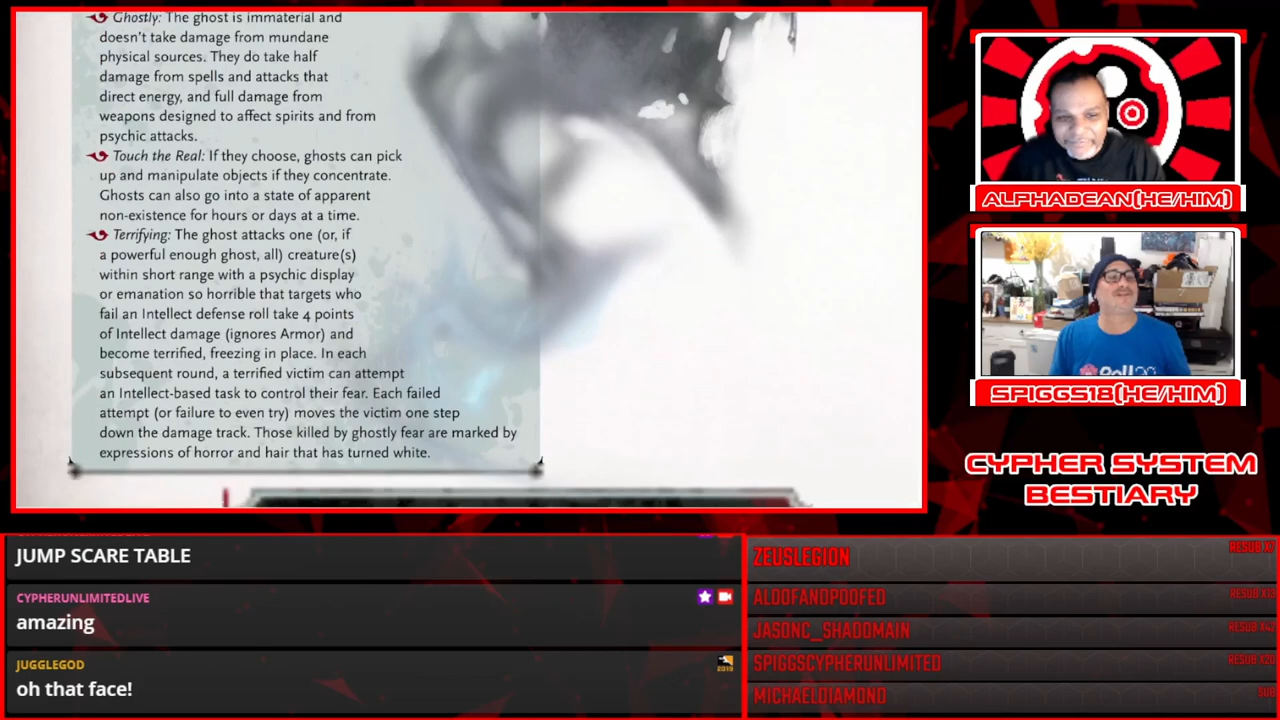 Ghostly: The ghost is immaterial and
doesn't take damage from mundane
physical sources. They do take half
damage from spells and attacks that
direct energy, and full damage from
weapons designed to affect spirits and from
psychic attacks.
Touch the Real: If they choose, ghosts can pick
up and manipulate objects if they concentrate.
Ghosts can also go into a state of apparent
non-existence for hours or days at a time.
Terrifying: The ghost attacks one (or, if
a powerful enough ghost, all) creature(s)
within short range with a psychic display
or emanation so horrible that targets who
fail an Intellect defense roll take 4 points
of Intellect damage (ignores Armor) and
become terrified, freezing in place. In each
subsequent round, a terrified victim can attempt
an Intellect-based task to control their fear. Each failed
attempt (or failure to even try) moves the victim one step
down the damage track. Those killed by ghostly fear are marked by
expressions of horror and hair that has turned white.
ALPHADEAN(HE/HIM)
SPIGGS18(HE/HIM)
CYPHER SYSTEM
BESTIARY
JUMP SCARE TABLE
CYPHERUNLIMITEDLIVE
amazing
JUGGLEGOD
2019
oh that face!
ZEUSLEGION
ALOOFANDPOOFED
JASONC_SHADOMAIN
SPIGGSCYPHERUNLIMITED
RESUB X20
MICHAELDIAMOND
SUB